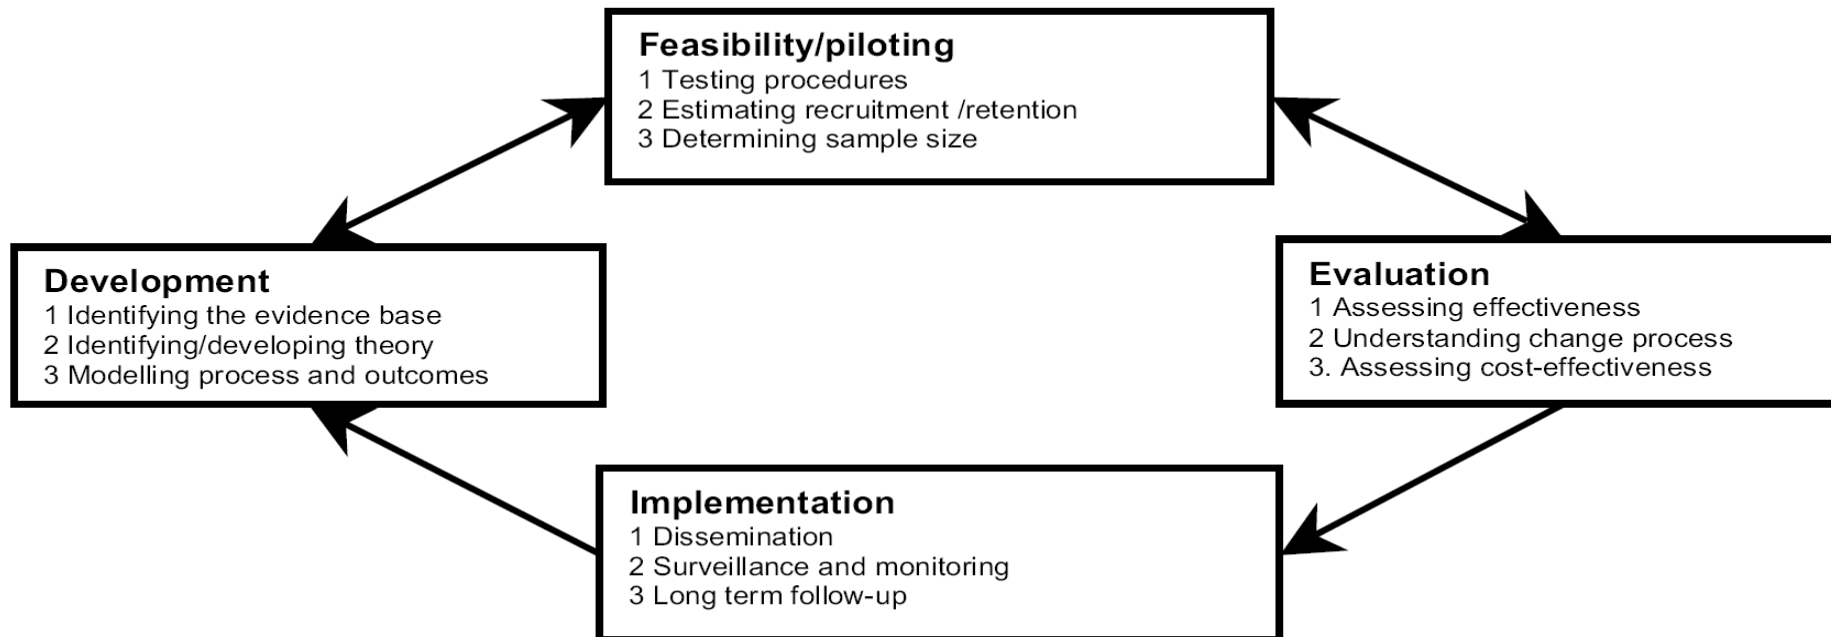 Feasibility/piloting
1 Testing procedures
2 Estimating recruitment /retention
3 Determining sample size
Development
1 Identifying the evidence base
2 Identifying/developing theory
3 Modelling process and outcomes
Evaluation
1 Assessing effectiveness
2 Understanding change process
3. Assessing cost-effectiveness
Implementation
1 Dissemination
2 Surveillance and monitoring
3 Long term follow-up